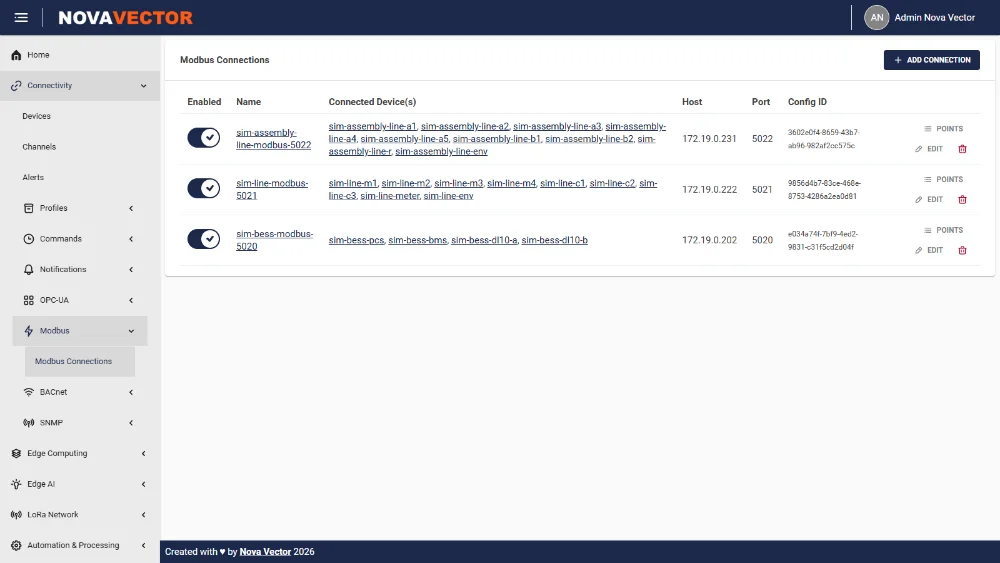 NOVAVECTOR
AN Admin Nova Vector
Home
Connectivity
Devices
Channels
Alerts
Profiles
Commands
Notifications
OPC-UA
Modbus
Modbus Connections
BACnet
SNMP
Edge Computing
Edge AI
LoRa Network
Automation & Processing
Modbus Connections
+ ADD CONNECTION
Enabled Name Connected Device(s) Host Port Config ID
sim-assembly-
line-modbus-5022
sim-assembly-line-a1, sim-assembly-line-a2, sim-assembly-line-a3, sim-assembly-
line-a4, sim-assembly-line-a5, sim-assembly-line-b1, sim-assembly-line-b2, sim-
assembly-line-r, sim-assembly-line-env
172.19.0.231 5022
3602e0f4-8659-43b7-
ab96-982af2cc575c
POINTS
EDIT
sim-line-modbus-
5021
sim-line-m1, sim-line-m2, sim-line-m3, sim-line-m4, sim-line-c1, sim-line-c2, sim-
line-c3, sim-line-meter, sim-line-env
172.19.0.222 5021
9856d4b7-83ce-468e-
8753-4286a2ea0d81
POINTS
EDIT
sim-bess-modbus-
5020
sim-bess-pcs, sim-bess-bms, sim-bess-dl10-a, sim-bess-dl10-b
172.19.0.202 5020
e034a74f-7bf9-4ed2-
9831-c31f5cd2d04f
POINTS
EDIT
Created with ♥ by Nova Vector 2026